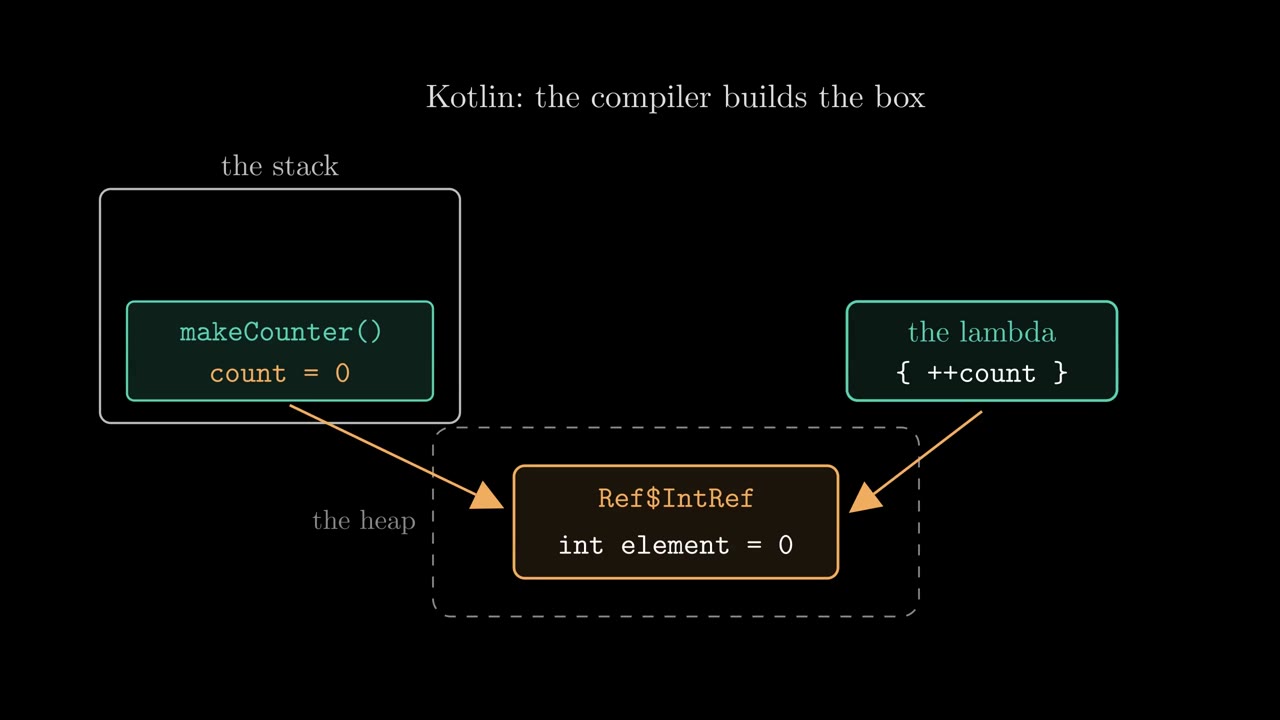 Kotlin: the compiler builds the box
the stack
makeCounter()
count = 0
the lambda
{ ++count }
the heap
Ref$IntRef
int element = 0